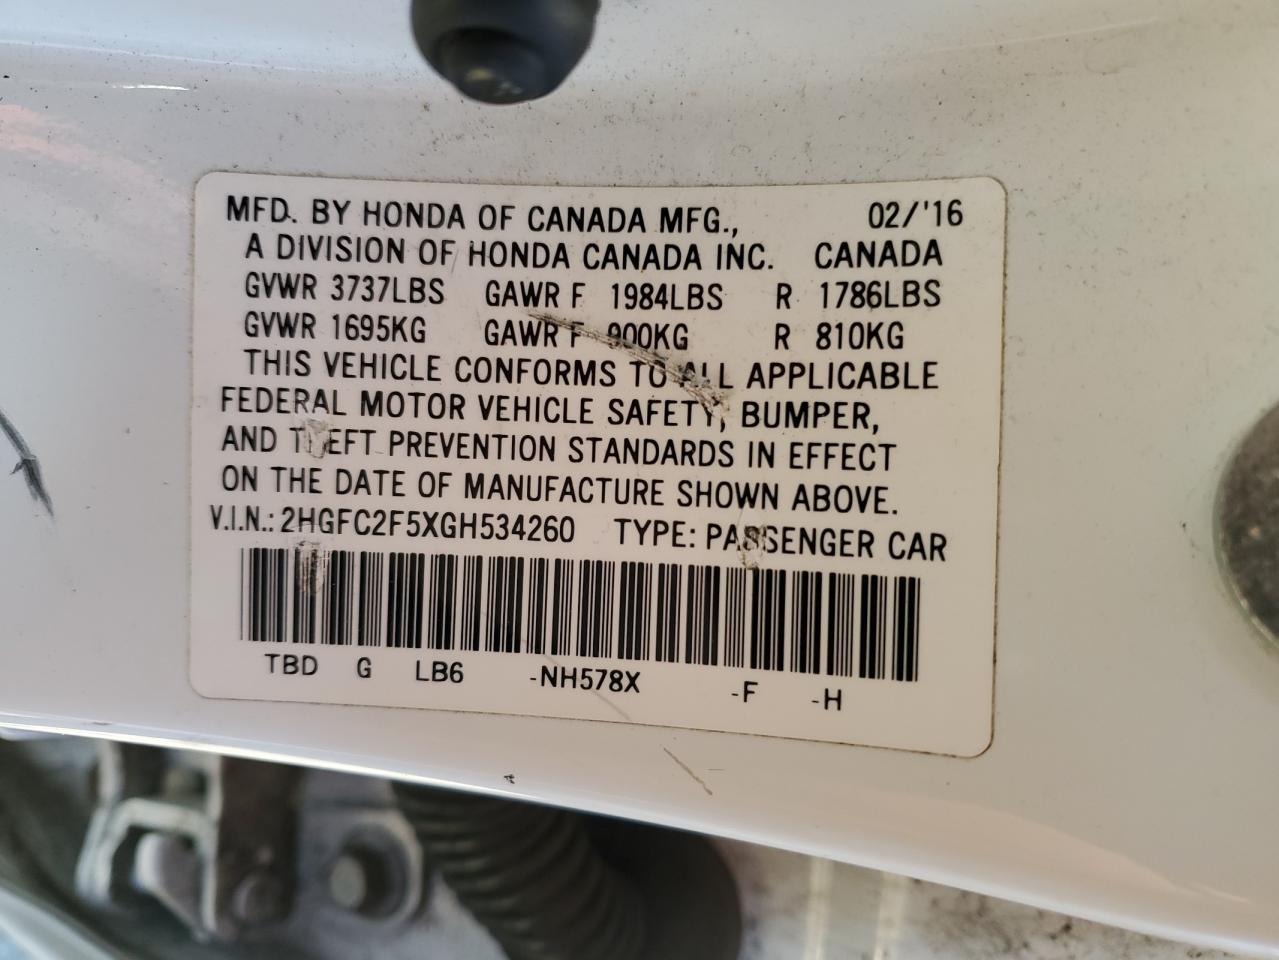 MFD. BY HONDA OF CANADA MFG., 02/'16
A DIVISION OF HONDA CANADA INC. CANADA
GVWR 3737LBS GAWR F 1984LBS R 1786LBS
GVWR 1695KG GAWR F 900KG R 810KG
THIS VEHICLE CONFORMS TO ALL APPLICABLE
FEDERAL MOTOR VEHICLE SAFETY, BUMPER,
AND THEFT PREVENTION STANDARDS IN EFFECT
ON THE DATE OF MANUFACTURE SHOWN ABOVE.
V.I.N.: 2HGFC2F5XGH534260 TYPE: PASSENGER CAR
TBD G LB6 -NH578X -F -H